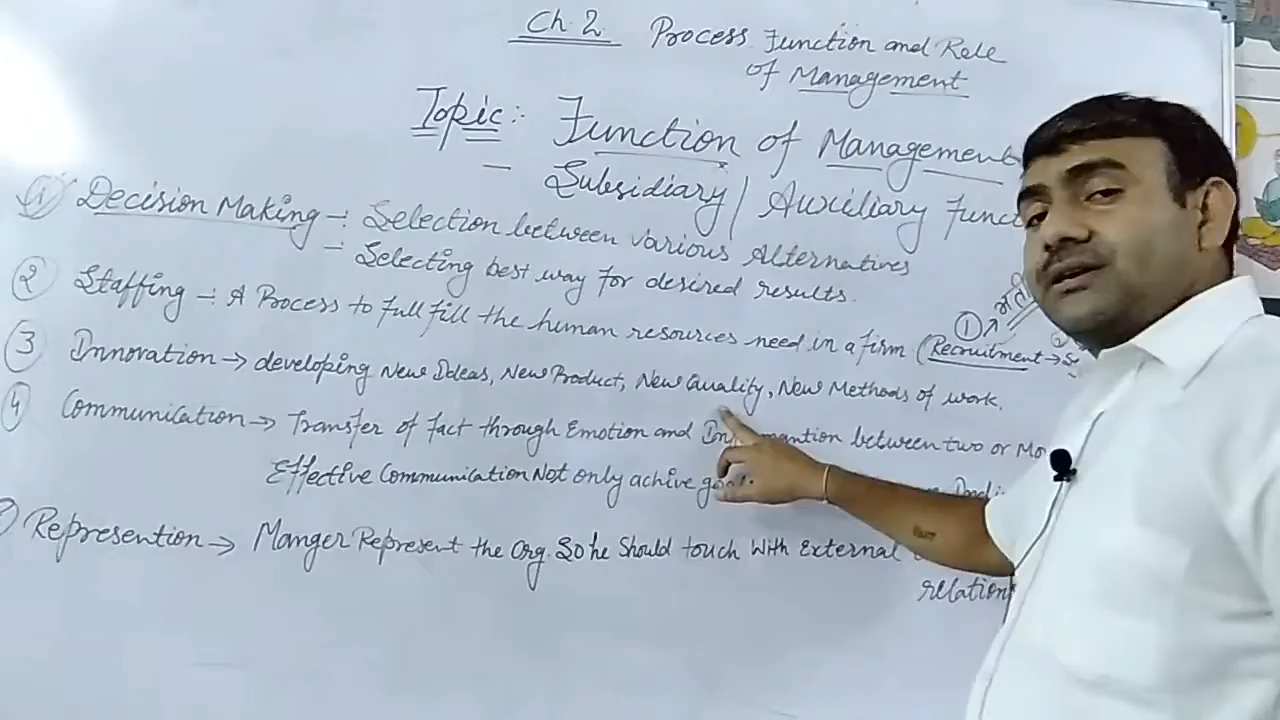 Ch. 2 Process Function and Role
of Management
Topic:- Function of Management
- Subsidiary / Auxiliary Func
① Decision Making -: Selection between various Alternatives
-: Selecting best way for desired results.
② Staffing -: A Process to full fill the human resources need in a firm (Recruitment →
①
③ Innovation → developing New Ideas, New Product, New Quality, New Methods of work.
④ Communication → Transfer of fact through Emotion and between two or Mo
Effective Communication Not only achive goal.
Represention → Manger Represent the Org. So he Should touch With External
relation